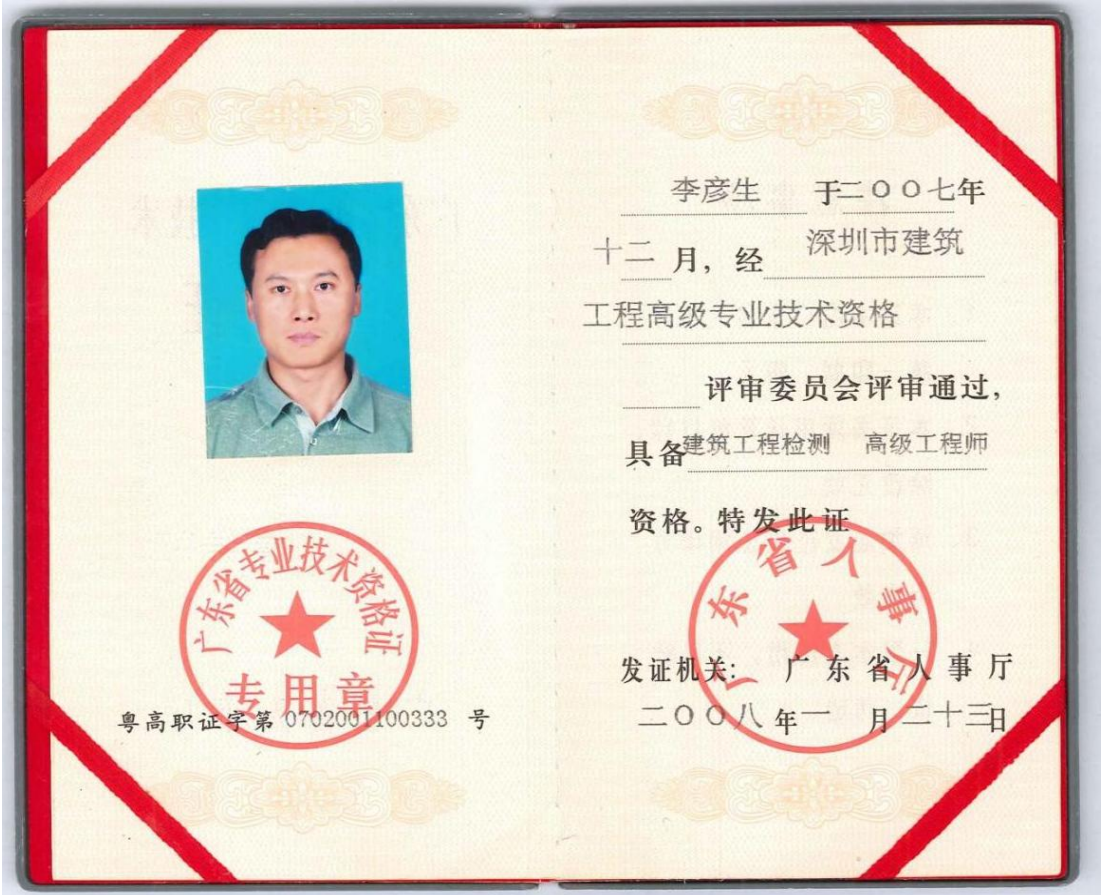 广东省专业技术资格证
专用章
粤高职证字第 0702001100333 号
李彦生 于二〇〇七年
十二月，经 深圳市建筑
工程高级专业技术资格
评审委员会评审通过，
具备建筑工程检测 高级工程师
资格。特发此证
广东省人事厅
发证机关： 广东省人事厅
二〇〇八年一月二十三日